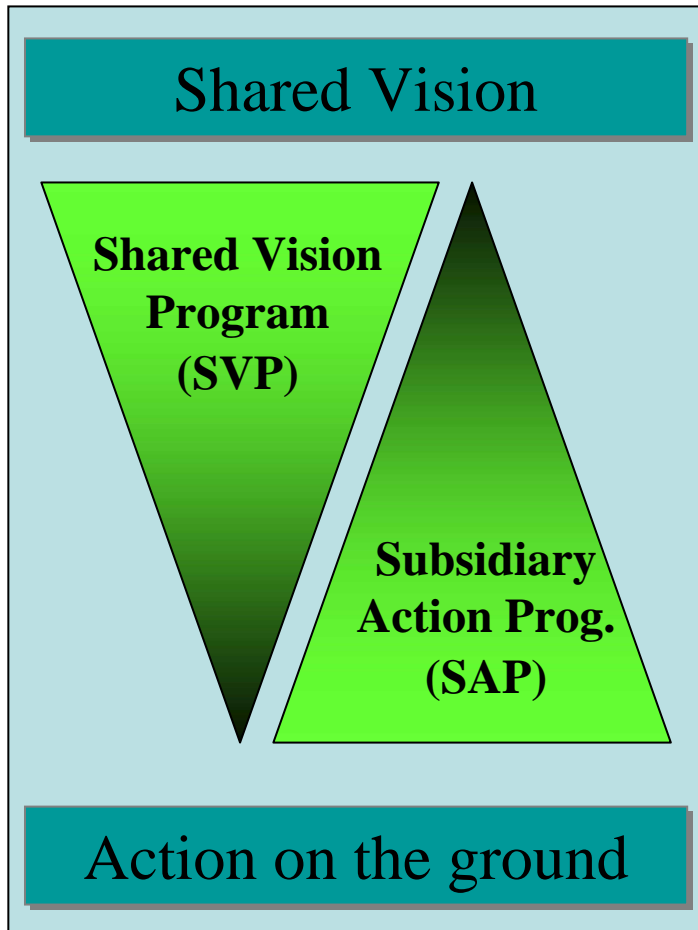 Shared Vision
Shared Vision
Program
(SVP)
Subsidiary
Action Prog.
(SAP)
Action on the ground